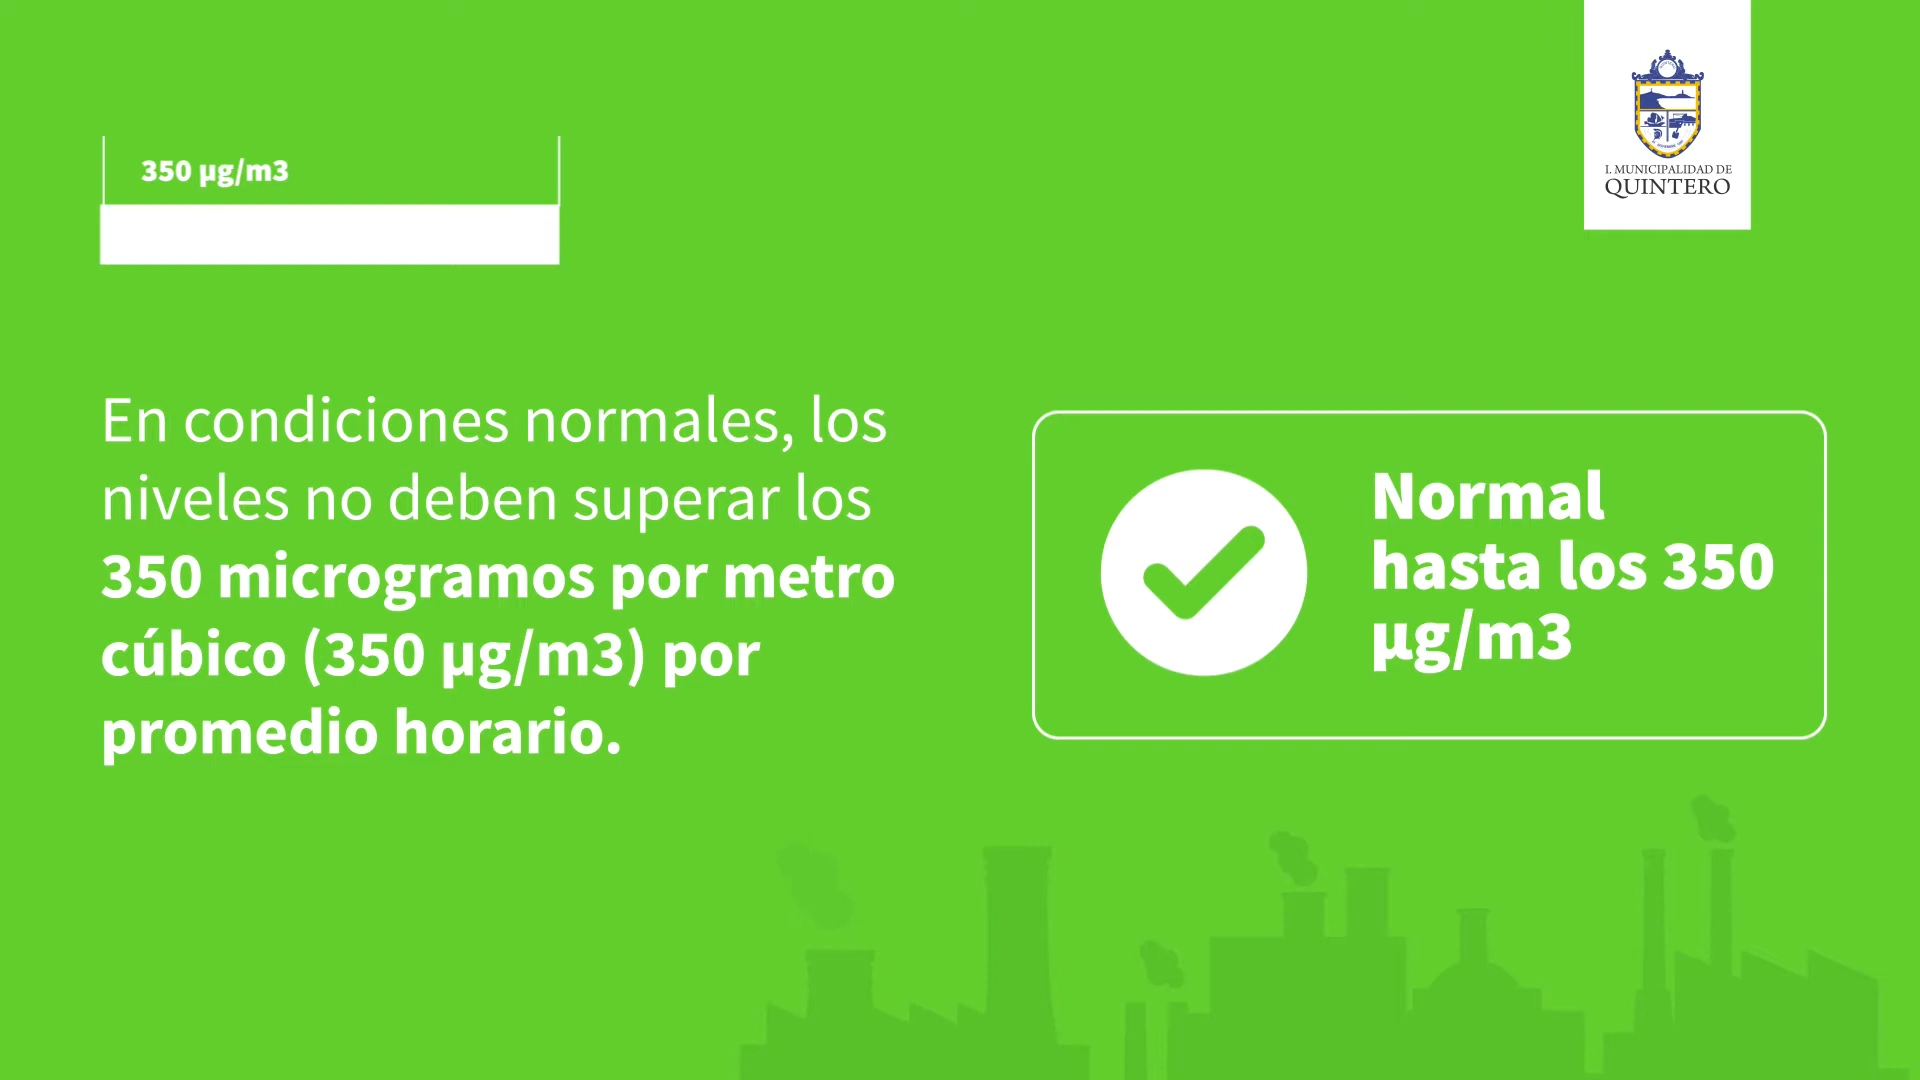 350 µg/m3
I. MUNICIPALIDAD DE
QUINTERO
En condiciones normales, los
niveles no deben superar los
350 microgramos por metro
cúbico (350 µg/m3) por
promedio horario.
Normal
hasta los 350
µg/m3